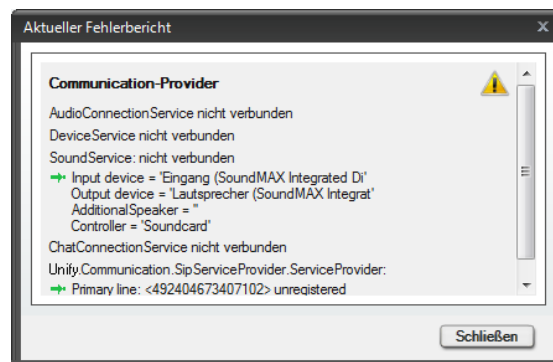 Aktueller Fehlerbericht
Communication-Provider
AudioConnectionService nicht verbunden
DeviceService nicht verbunden
SoundService: nicht verbunden
Input device = 'Eingang (SoundMAX Integrated Di'
Output device = 'Lautsprecher (SoundMAX Integrat'
AdditionalSpeaker = ''
Controller = 'Soundcard'
ChatConnectionService nicht verbunden
Unify.Communication.SipServiceProvider.ServiceProvider:
Primary line: <492404673407102> unregistered
Schließen